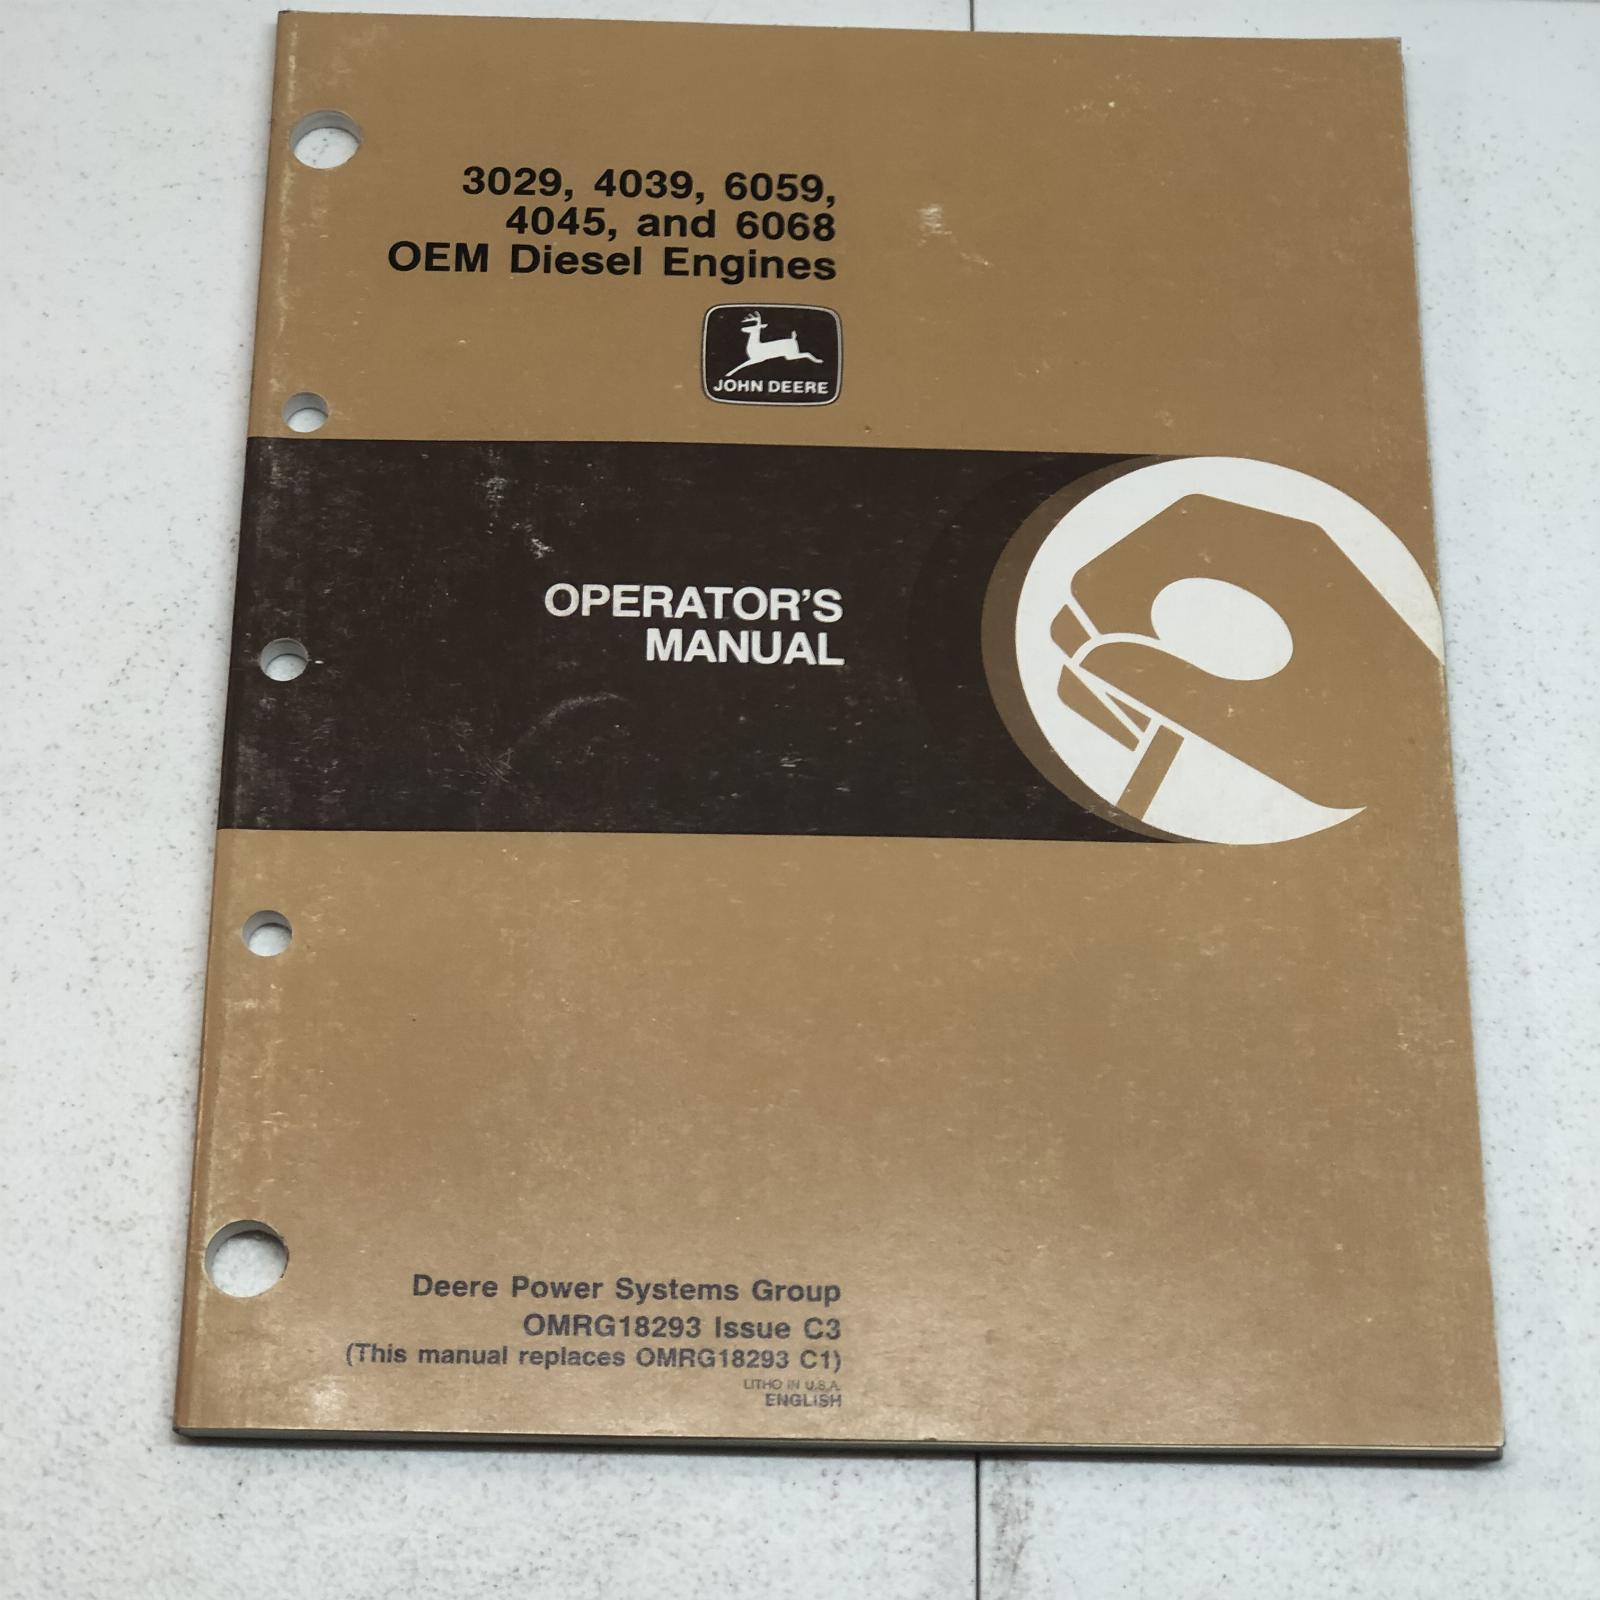 3029, 4039, 6059,
4045, and 6068
OEM Diesel Engines
JOHN DEERE
OPERATOR'S
MANUAL
Deere Power Systems Group
OMRG18293 Issue C3
(This manual replaces OMRG18293 C1)
LITHO IN U.S.A.
ENGLISH